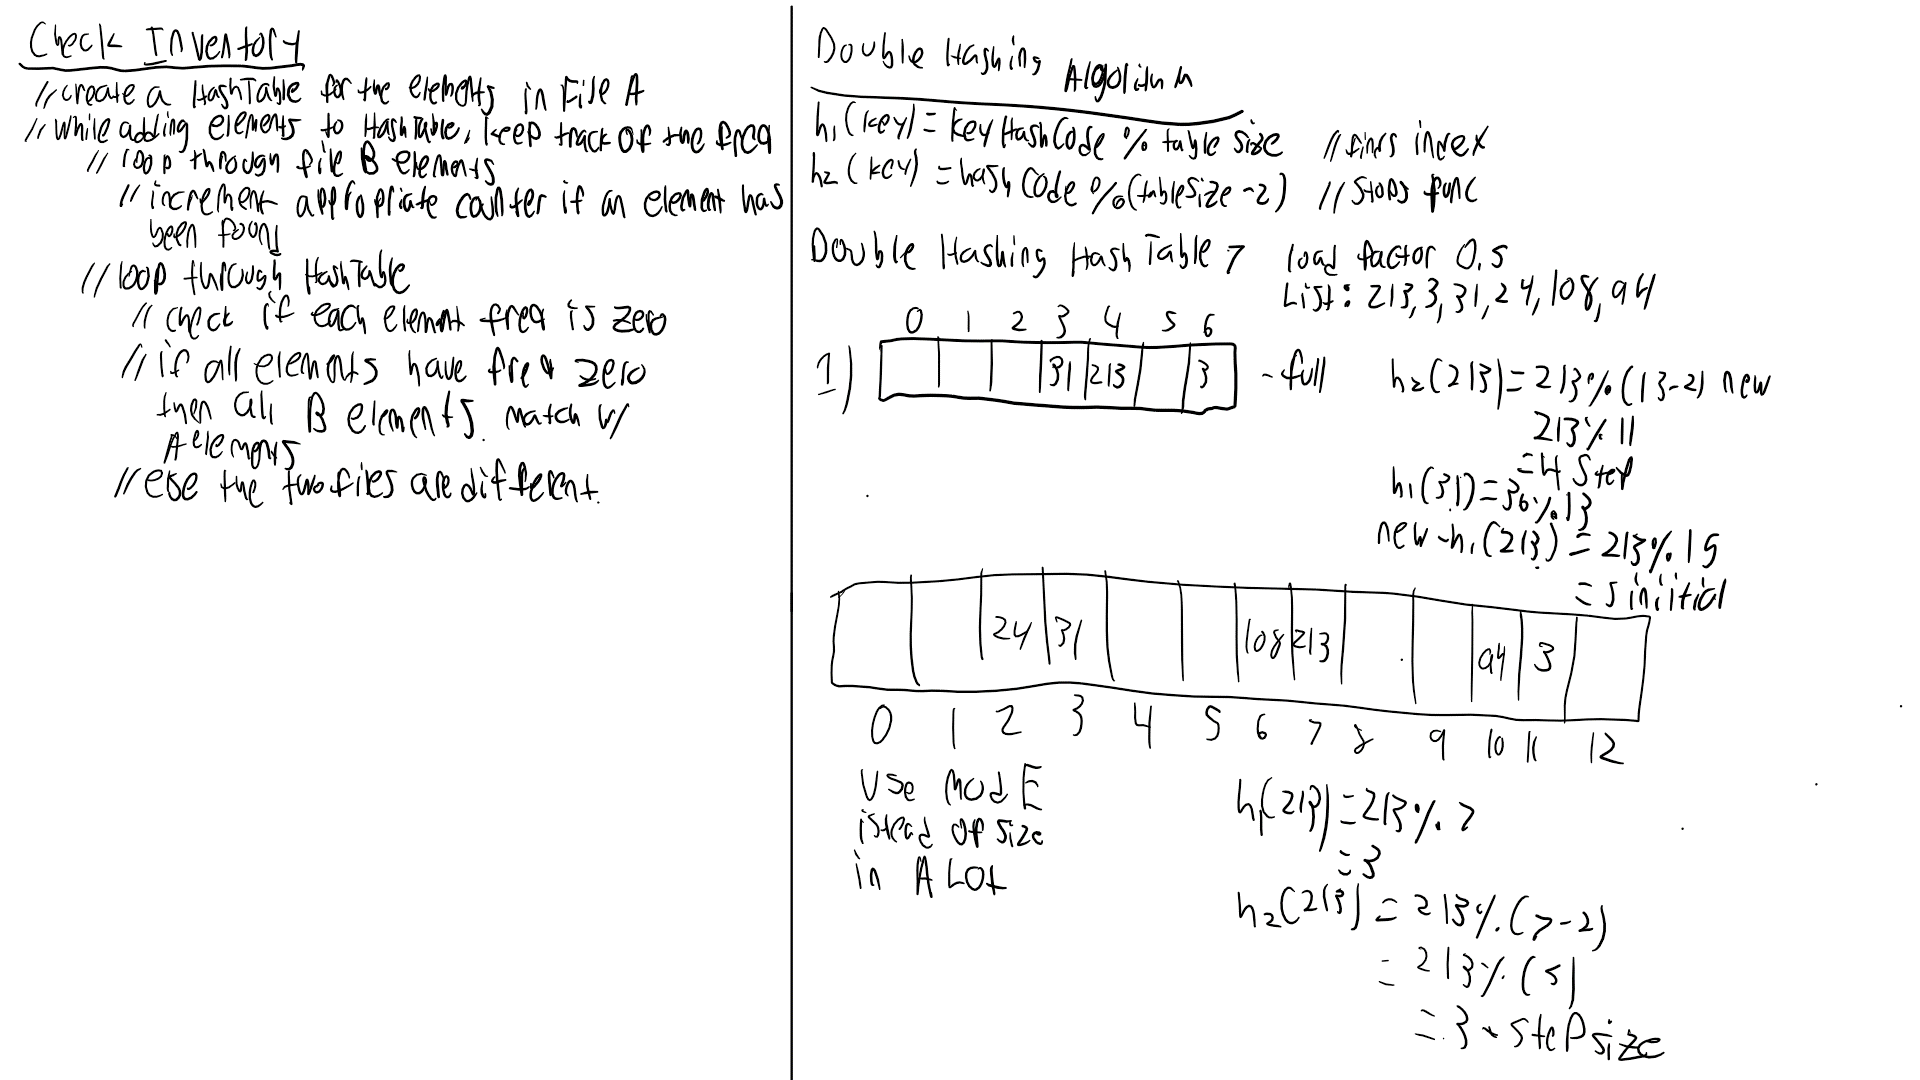 Check Inventory
//create a HashTable for the elements in File A
//while adding elements to HashTable, keep track of the freq
//loop through file B elements
//increment appropriate counter if an element has
been found
//loop through HashTable
//check if each element freq is zero
//if all elements have freq zero
then all B elements match w/
A elements
//else the two files are different.
Double Hashing Algorithm
h1(key) = key HashCode % table size //finds index
h2(key) = hashCode %(tablesize-2) //Steps func
Double Hashing Hash Table 7
load factor 0.5
List: 213, 3, 31, 24, 108, 94
0 1 2 3 4 5 6
1) 31 213 3 -full
h2(213) = 213%(13-2) new
213%11
=4 Step
h1(31)=36%13
new-h1(213) = 213%15
= 5 iniitial
24 31 108 213 94 3
0 1 2 3 4 5 6 7 8 9 10 11 12
Use modE
istead of size
in A Lot
h1(213)=213%7
=3
h2(213) = 213%(7-2)
= 213%(5)
=3 step size